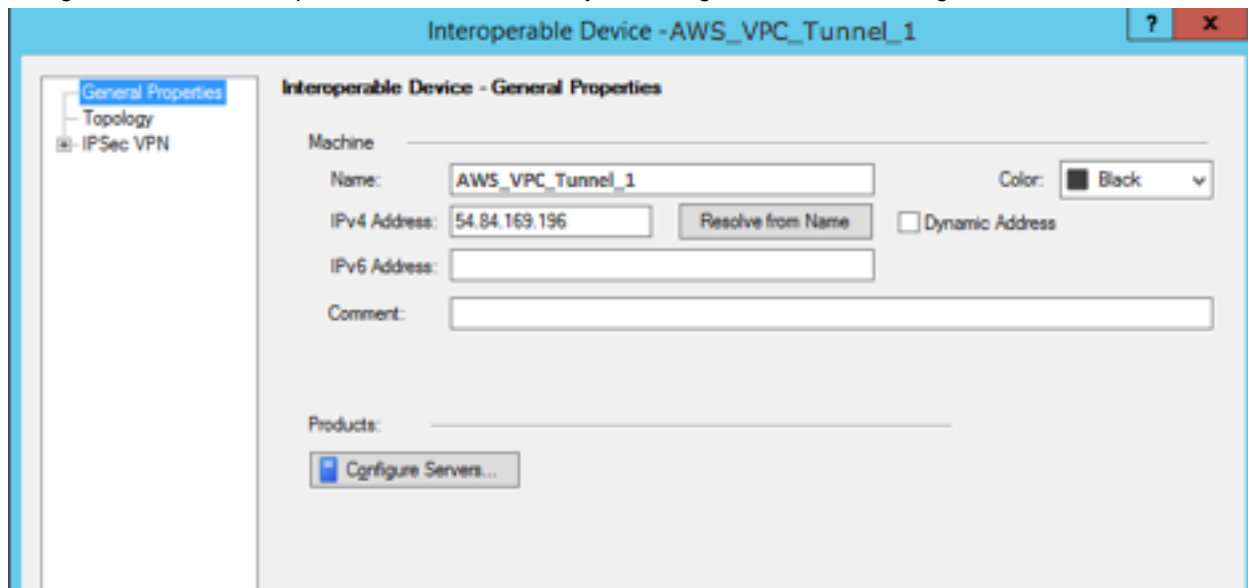 Interoperable Device -AWS_VPC_Tunnel_1
? x
General Properties
Topology
IPSec VPN
Interoperable Device - General Properties
Machine
Name: AWS_VPC_Tunnel_1 Color: Black
IPv4 Address: 54.84.169.196 Resolve from Name Dynamic Address
IPv6 Address:
Comment:
Products:
Configure Servers...